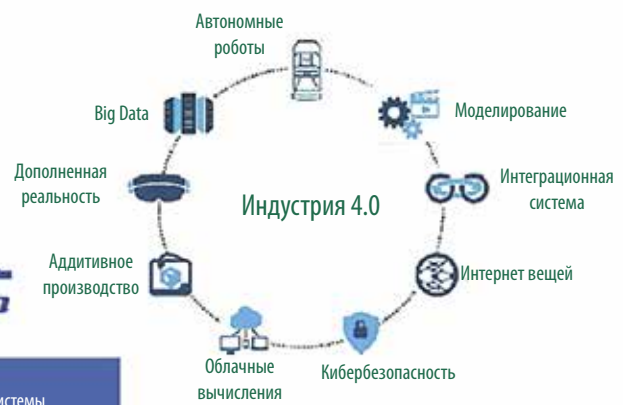 Автономные
роботы
Big Data
Моделирование
Дополненная
реальность
Интеграционная
система
Индустрия 4.0
Аддитивное
производство
Интернет вещей
Облачные
вычисления
Кибербезопасность